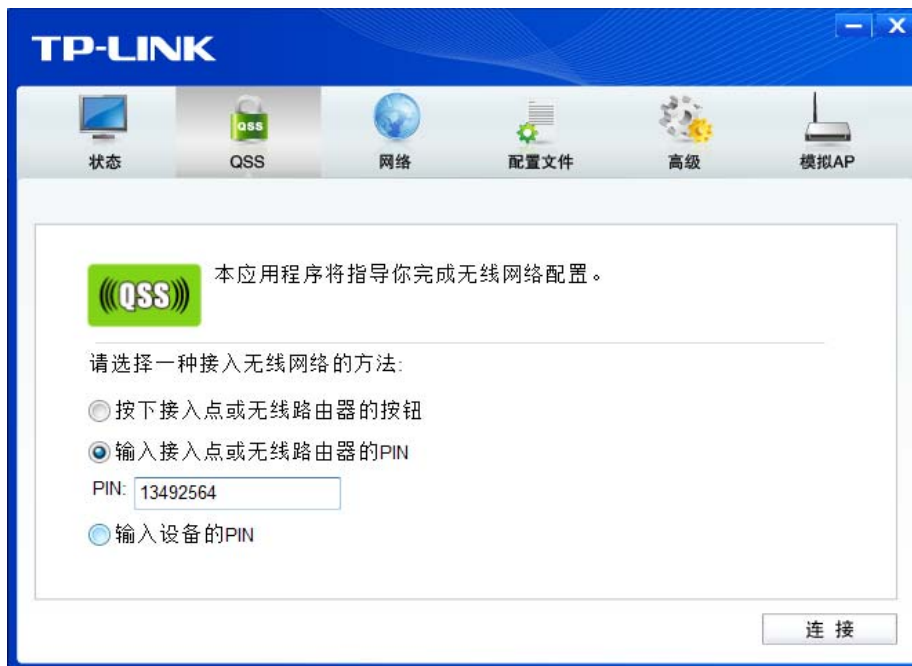 TP-LINK
QSS
状态 QSS 网络 配置文件 高级 模拟AP
QSS
本应用程序将指导你完成无线网络配置。
请选择一种接入无线网络的方法:
按下接入点或无线路由器的按钮
输入接入点或无线路由器的PIN
PIN: 13492564
输入设备的PIN
连 接